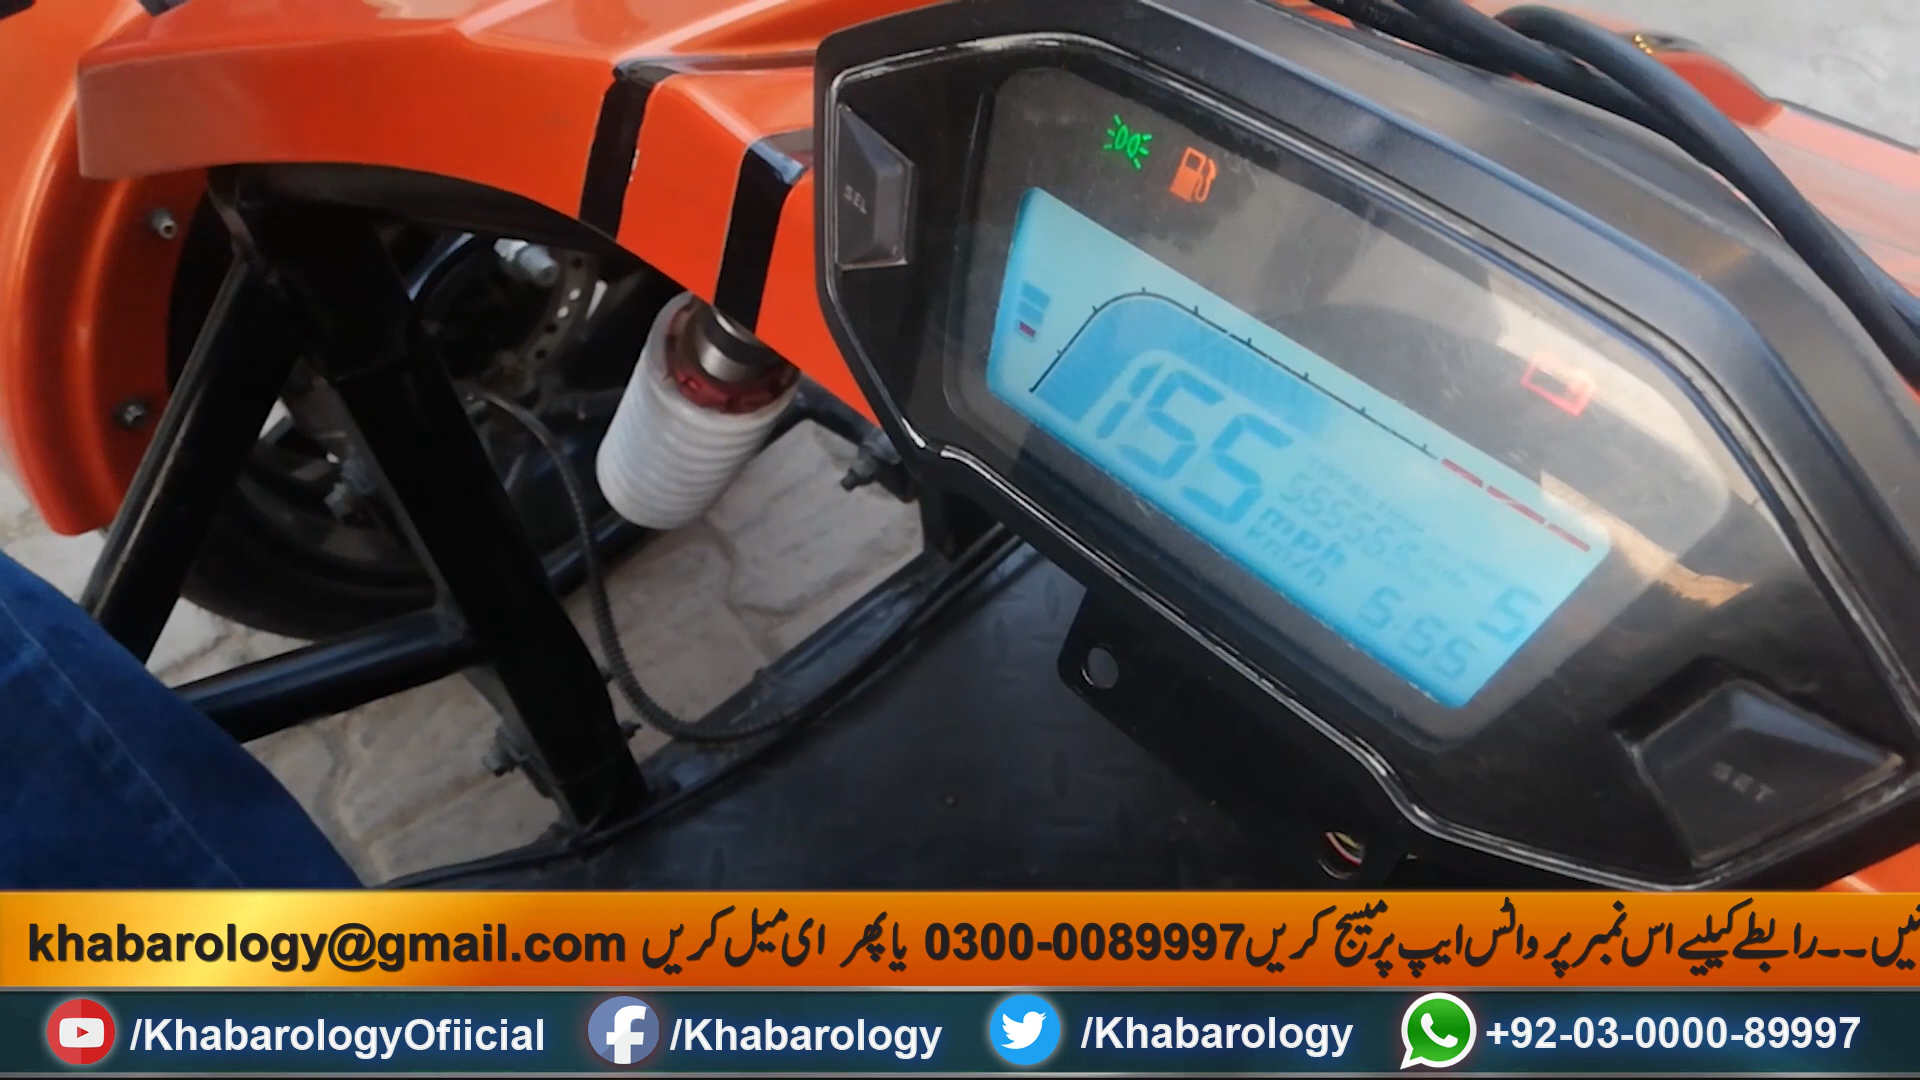 SEL
155
mph
km/h
5
5.55
SET
نیں۔۔رابطے کیلیے اس نمبر پر واٹس ایپ پر میسج کریں 0300-0089997 یا پھر ای میل کریں khabarology@gmail.com
/KhabarologyOfiicial
/Khabarology
/Khabarology
+92-03-0000-89997